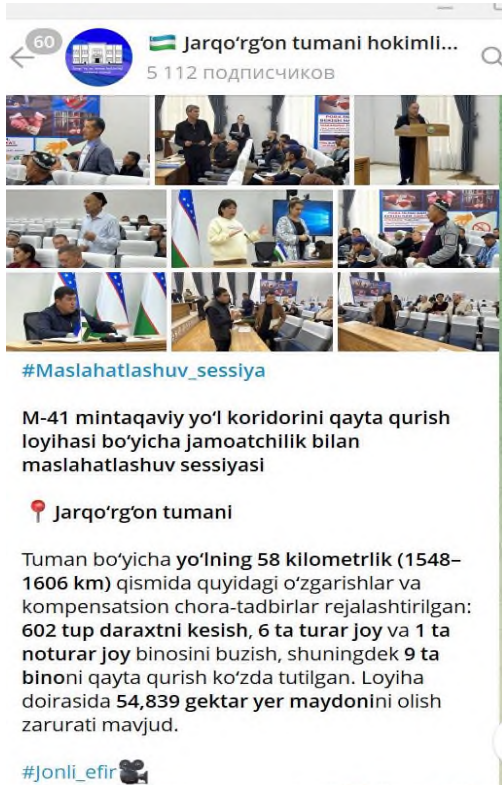 60
Jarqo‘rg‘on tumani hokimli...
5 112 подписчиков
#Maslahatlashuv_sessiya
M-41 mintaqaviy yo‘l koridorini qayta qurish
loyihasi bo‘yicha jamoatchilik bilan
maslahatlashuv sessiyasi
Jarqo‘rg‘on tumani
Tuman bo‘yicha yo‘lning 58 kilometrlik (1548–
1606 km) qismida quyidagi o‘zgarishlar va
kompensatsion chora-tadbirlar rejalashtirilgan:
602 tup daraxtni kesish, 6 ta turar joy va 1 ta
noturar joy binosini buzish, shuningdek 9 ta
binoni qayta qurish ko‘zda tutilgan. Loyiha
doirasida 54,839 gektar yer maydonini olish
zarurati mavjud.
#Jonli_efir